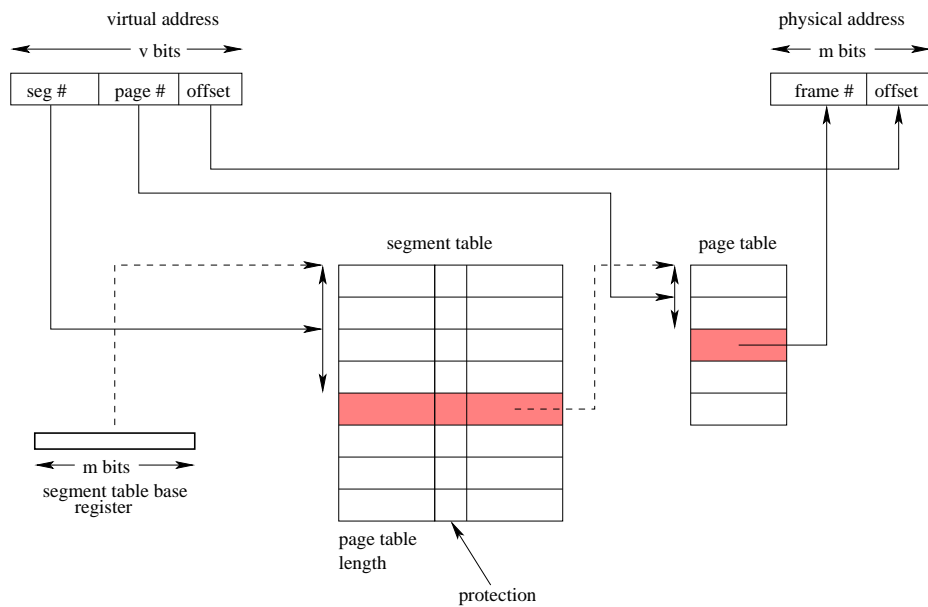 virtual address
physical address
v bits
m bits
seg #
page #
offset
frame #
offset
segment table
page table
m bits
segment table base
register
page table
length
protection